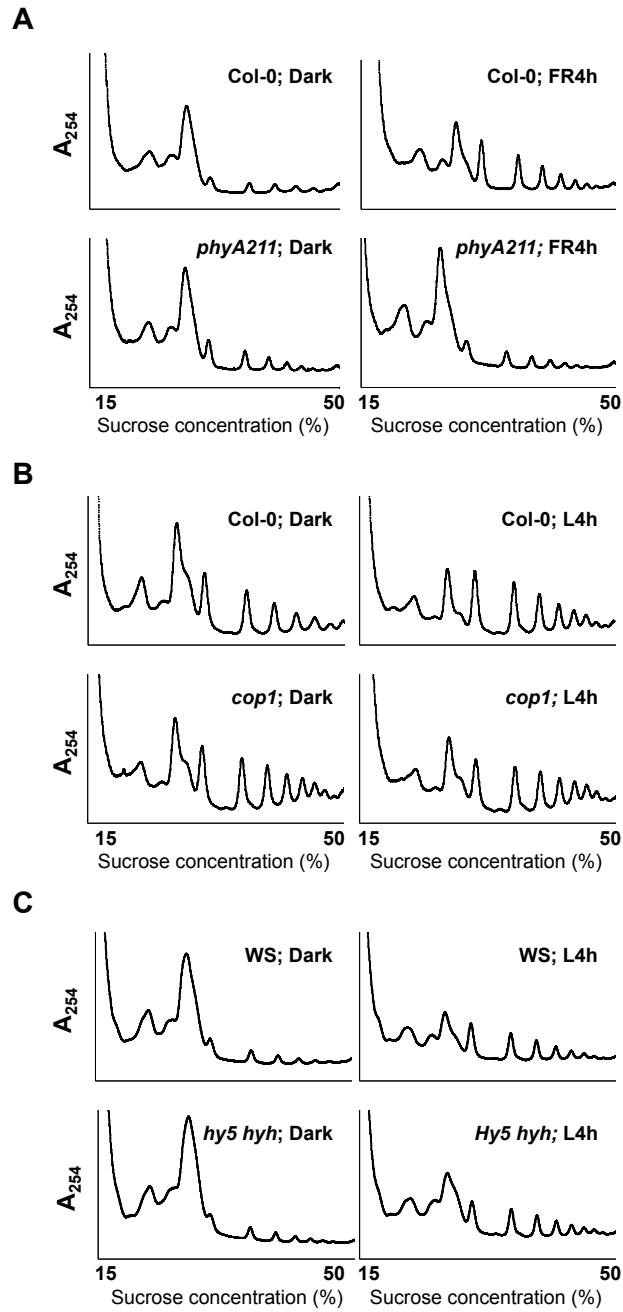 A
Col-0; Dark
Col-0; FR4h
A254
phyA211; Dark
phyA211; FR4h
A254
15 50 15 50
Sucrose concentration (%) Sucrose concentration (%)
B
Col-0; Dark
Col-0; L4h
A254
cop1; Dark
cop1; L4h
A254
15 50 15 50
Sucrose concentration (%) Sucrose concentration (%)
C
WS; Dark
WS; L4h
A254
hy5 hyh; Dark
Hy5 hyh; L4h
A254
15 50 15 50
Sucrose concentration (%) Sucrose concentration (%)